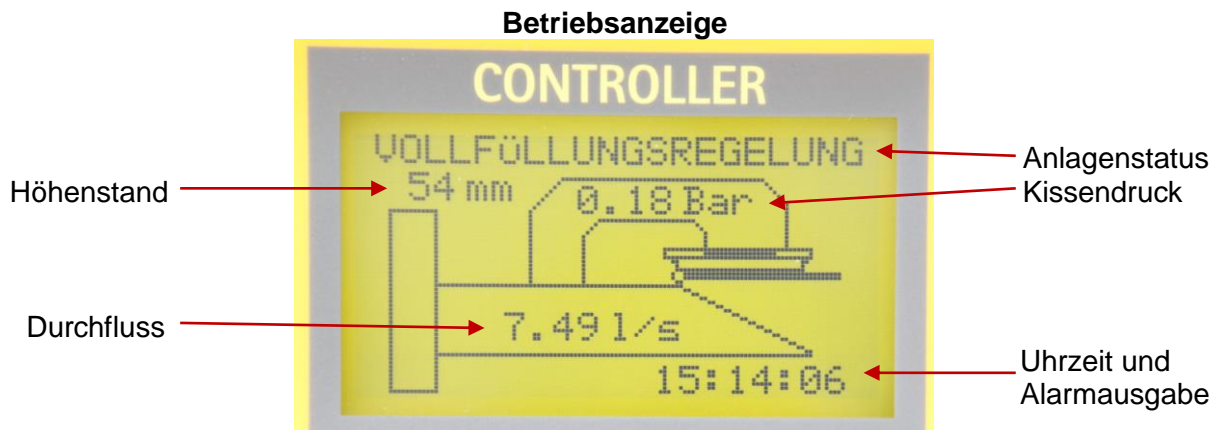 Betriebsanzeige
CONTROLLER
VOLLFüLLUNGSREGELUNG
Anlagenstatus
Höhenstand
54 mm
0.18 Bar
Kissendruck
Durchfluss
7.49 l/s
15:14:06
Uhrzeit und
Alarmausgabe